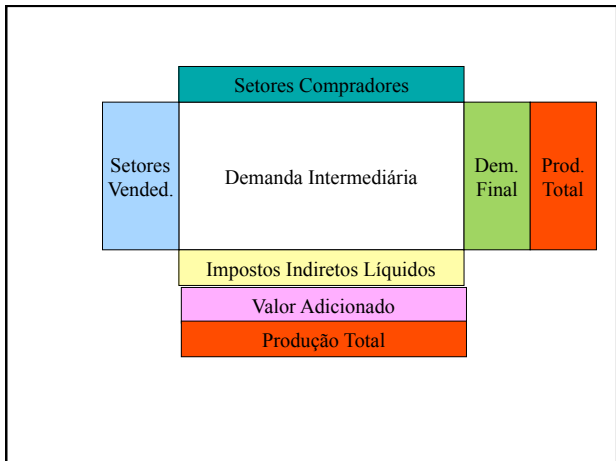 Setores Compradores
Setores
Vended.
Demanda Intermediária
Dem.
Final
Prod.
Total
Impostos Indiretos Líquidos
Valor Adicionado
Produção Total